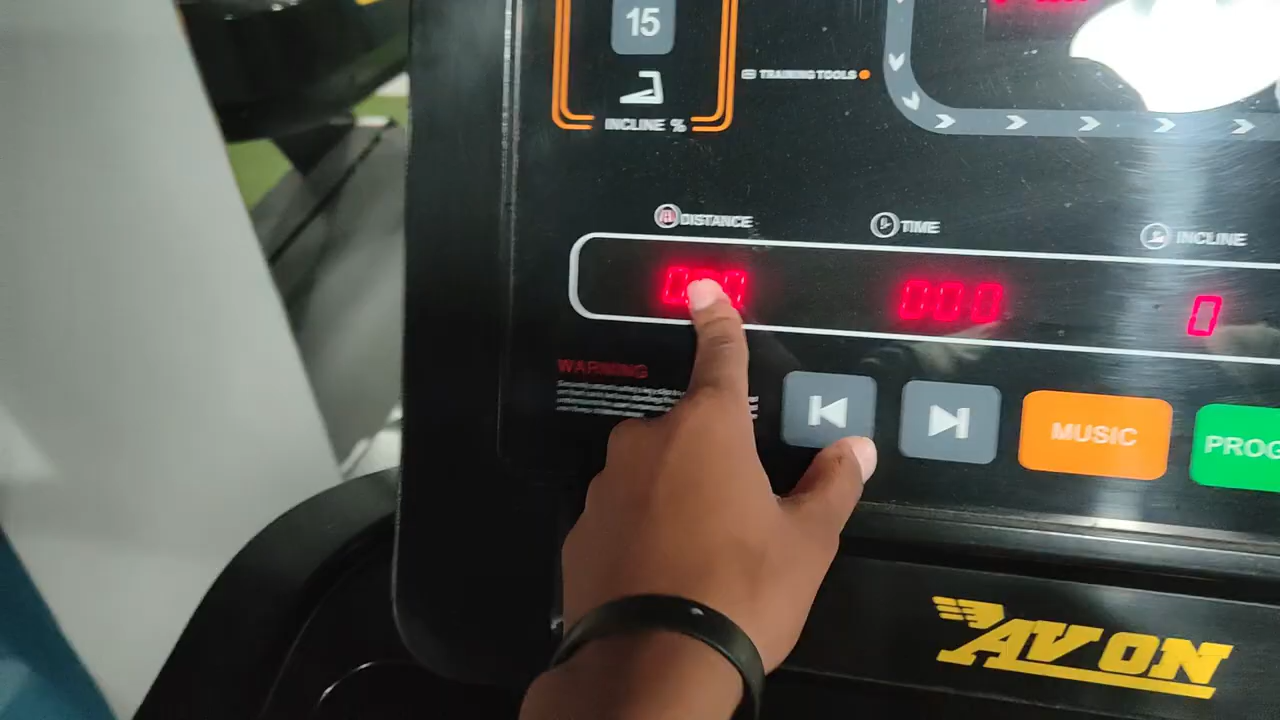 15
INCLINE %
TRAINING TOOLS
DISTANCE
TIME
INCLINE
000
0
WARNING
MUSIC
PROG
AVON